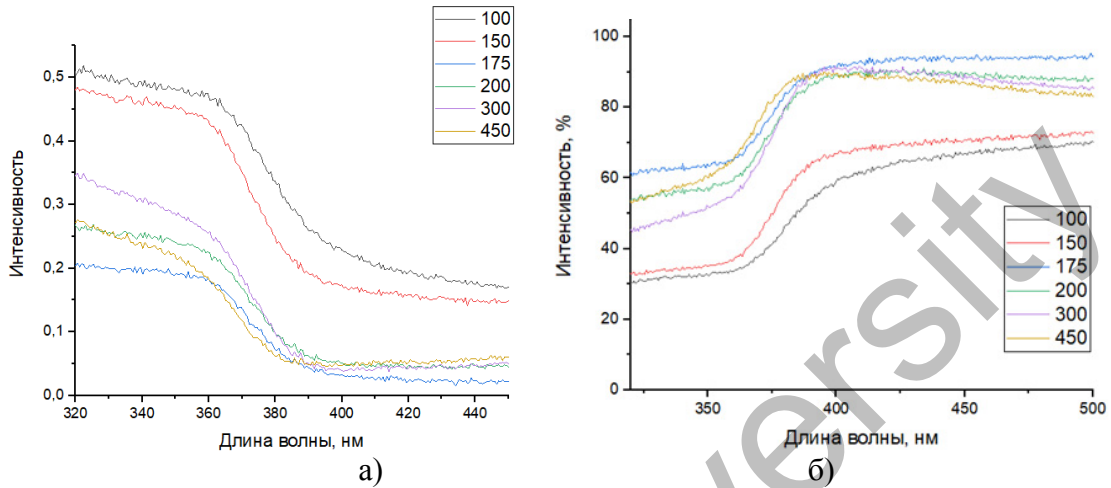 100
150
175
200
300
450
0,5
0,4
0,3
0,2
0,1
0,0
Интенсивность
320 340 360 380 400 420 440
Длина волны, нм
а)
100
80
60
40
20
0
Интенсивность, %
100
150
175
200
300
450
350 400 450 500
Длина волны, нм
б)
versity